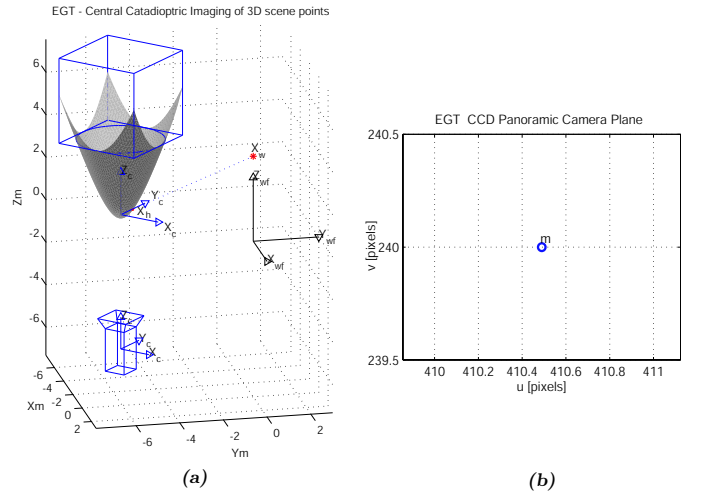 EGT - Central Catadioptric Imaging of 3D scene points
6
4
2
0
-2
-4
-6
Zm
X w
Z c
Y c
X h
X c
Z wf
Y wf
X wf
Z c
Y c
X c
-6
-4
-2
0
2
Xm
-6
-4
-2
0
2
Ym
(a)
EGT CCD Panoramic Camera Plane
240.5
240
239.5
v [pixels]
m
410 410.2 410.4 410.6 410.8 411
u [pixels]
(b)